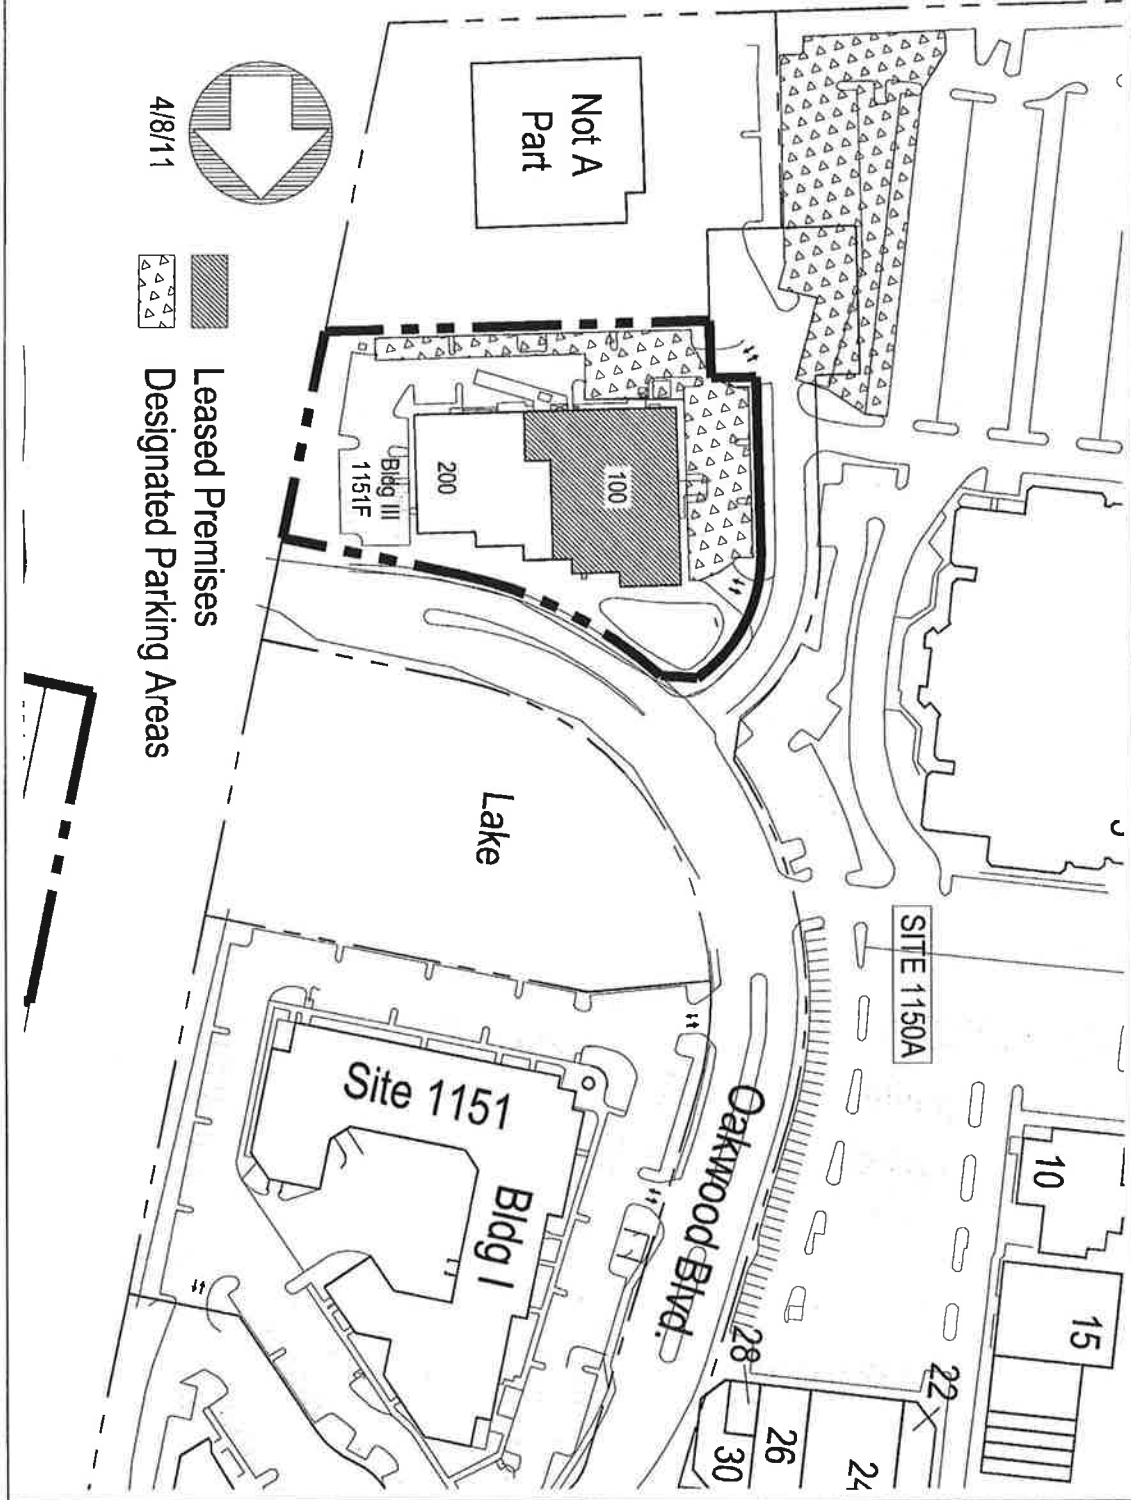 Not A
Part
4/8/11
Leased Premises
Designated Parking Areas
100
200
Bldg III
1151F
Lake
SITE 1150A
Site 1151
Bldg I
Oakwood Blvd.
10
15
22
24
26
28
30